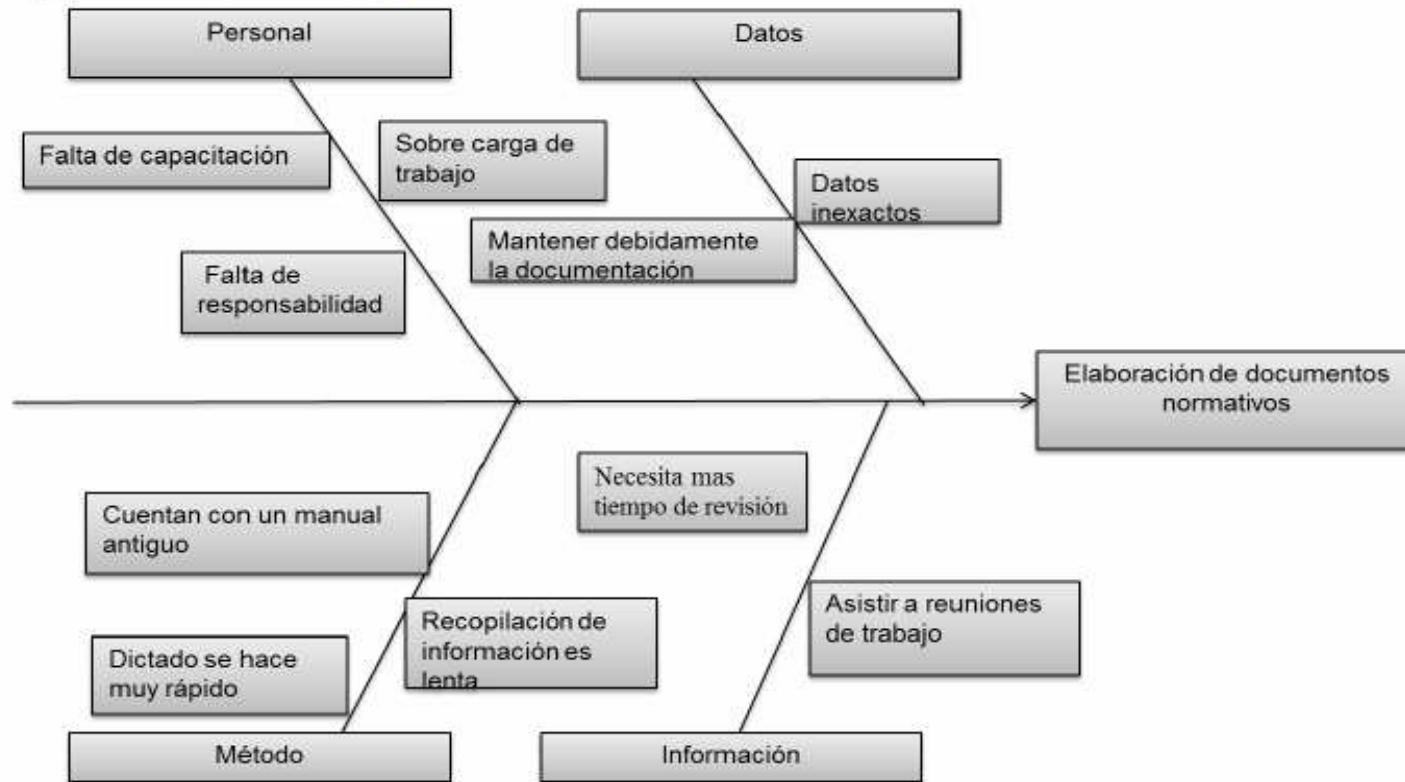 Personal
Datos
Falta de capacitación
Sobre carga de
trabajo
Datos
inexactos
Mantener debidamente
la documentación
Falta de
responsabilidad
Elaboración de documentos
normativos
Necesita mas
tiempo de revisión
Cuentan con un manual
antiguo
Asistir a reuniones
de trabajo
Recopilación de
información es
lenta
Dictado se hace
muy rápido
Método
Información